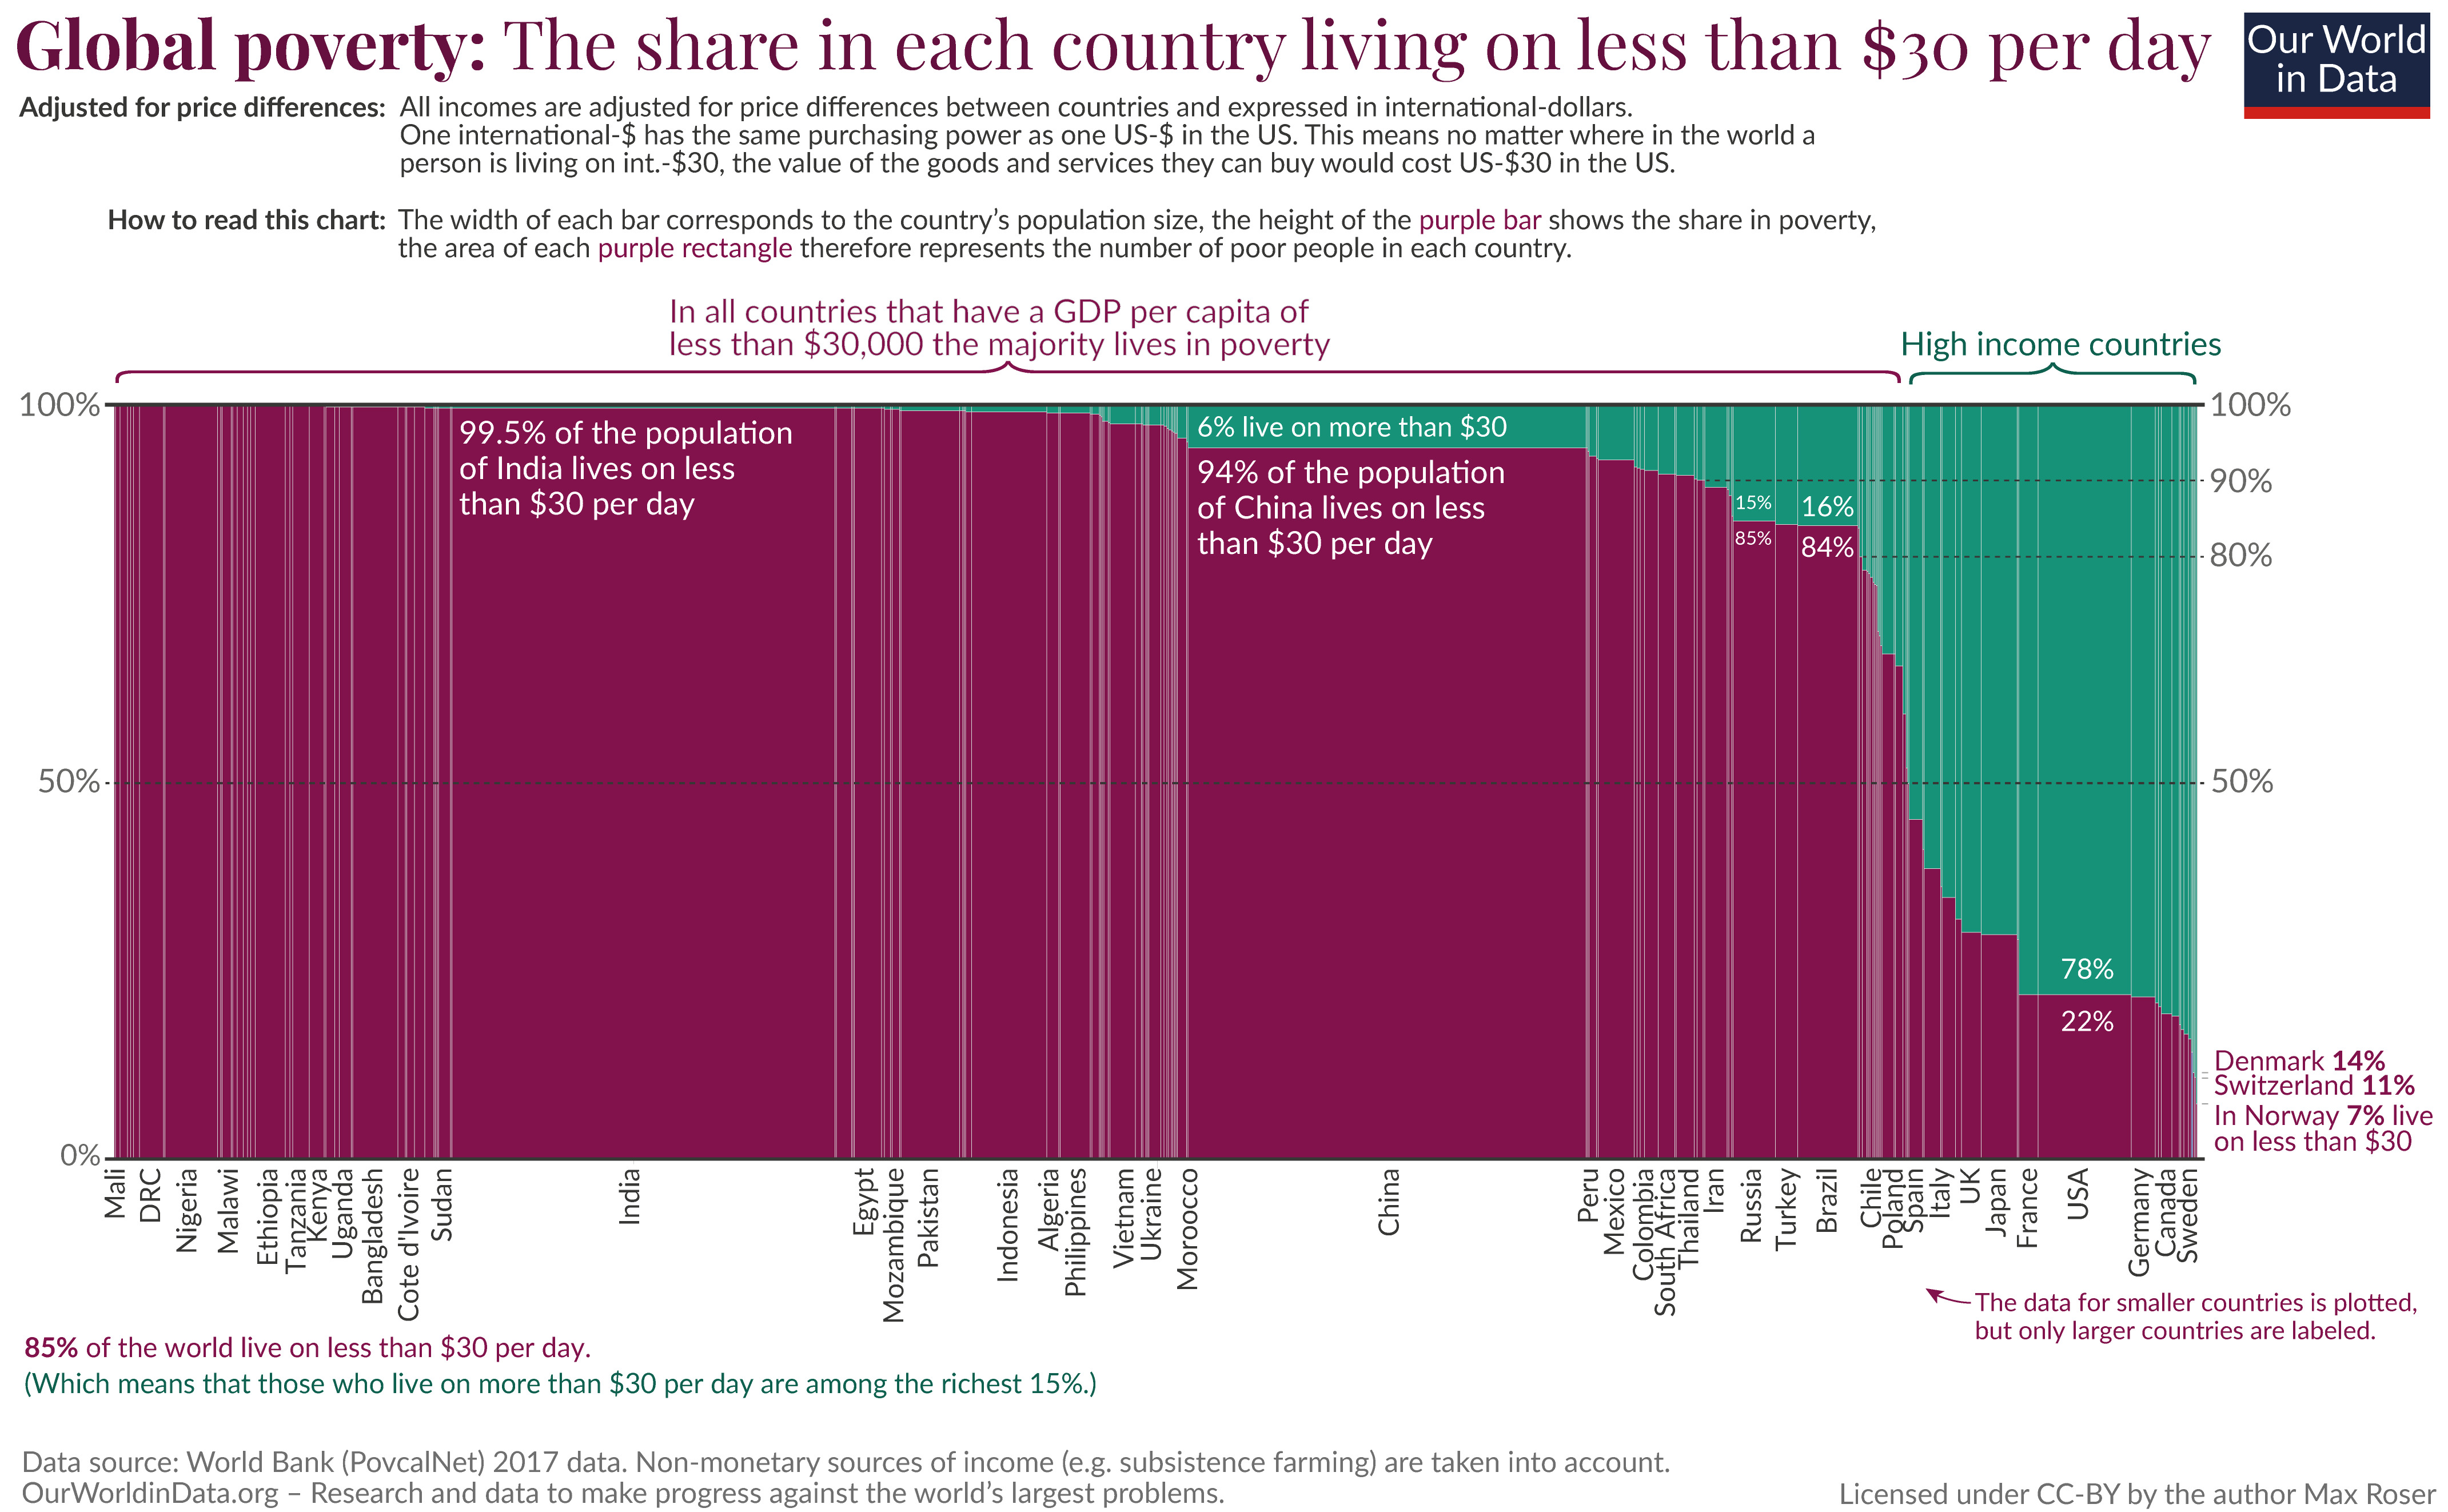 Global poverty: The share in each country living on less than $30 per day
Our World
in Data
Adjusted for price differences: All incomes are adjusted for price differences between countries and expressed in international-dollars.
One international-$ has the same purchasing power as one US-$ in the US. This means no matter where in the world a
person is living on int.-$30, the value of the goods and services they can buy would cost US-$30 in the US.
How to read this chart: The width of each bar corresponds to the country's population size, the height of the purple bar shows the share in poverty,
the area of each purple rectangle therefore represents the number of poor people in each country.
In all countries that have a GDP per capita of
less than $30,000 the majority lives in poverty
High income countries
100%
50%
0%
99.5% of the population
of India lives on less
than $30 per day
6% live on more than $30
94% of the population
of China lives on less
than $30 per day
15%
85%
16%
84%
78%
22%
100%
90%
80%
50%
Denmark 14%
Switzerland 11%
In Norway 7% live
on less than $30
Mali
DRC
Nigeria
Malawi
Ethiopia
Tanzania
Kenya
Uganda
Bangladesh
Cote d'Ivoire
Sudan
India
Egypt
Mozambique
Pakistan
Indonesia
Algeria
Philippines
Vietnam
Ukraine
Moroocco
China
Peru
Mexico
Colombia
South Africa
Thailand
Iran
Russia
Turkey
Brazil
Chile
Poland
Spain
Italy
UK
Japan
France
USA
Germany
Canada
Sweden
The data for smaller countries is plotted,
but only larger countries are labeled.
85% of the world live on less than $30 per day.
(Which means that those who live on more than $30 per day are among the richest 15%.)
Data source: World Bank (PovcalNet) 2017 data. Non-monetary sources of income (e.g. subsistence farming) are taken into account.
OurWorldinData.org – Research and data to make progress against the world's largest problems.
Licensed under CC-BY by the author Max Roser